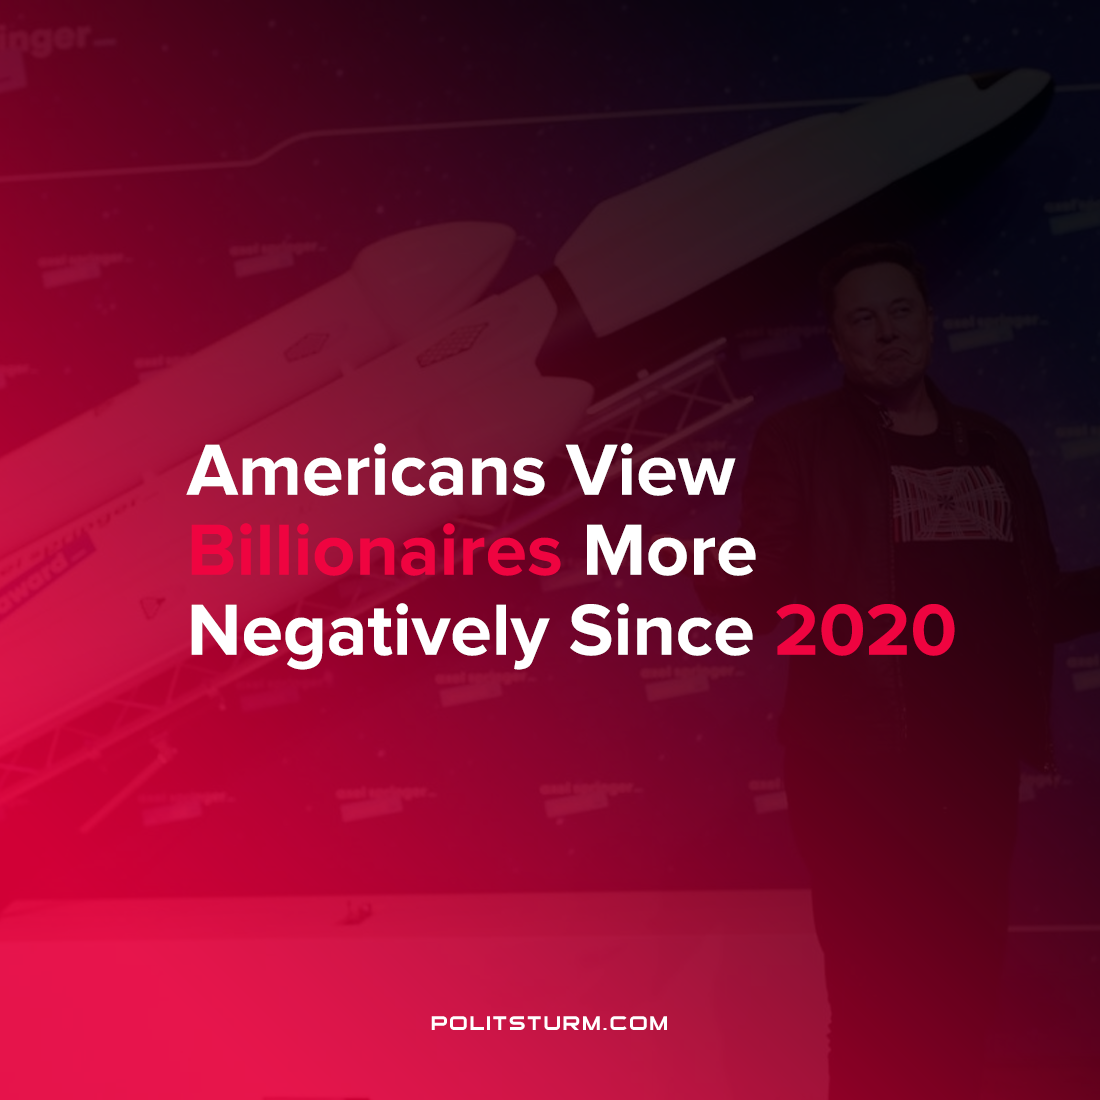 Americans View
Billionaires More
Negatively Since 2020
POLITSTURM.COM